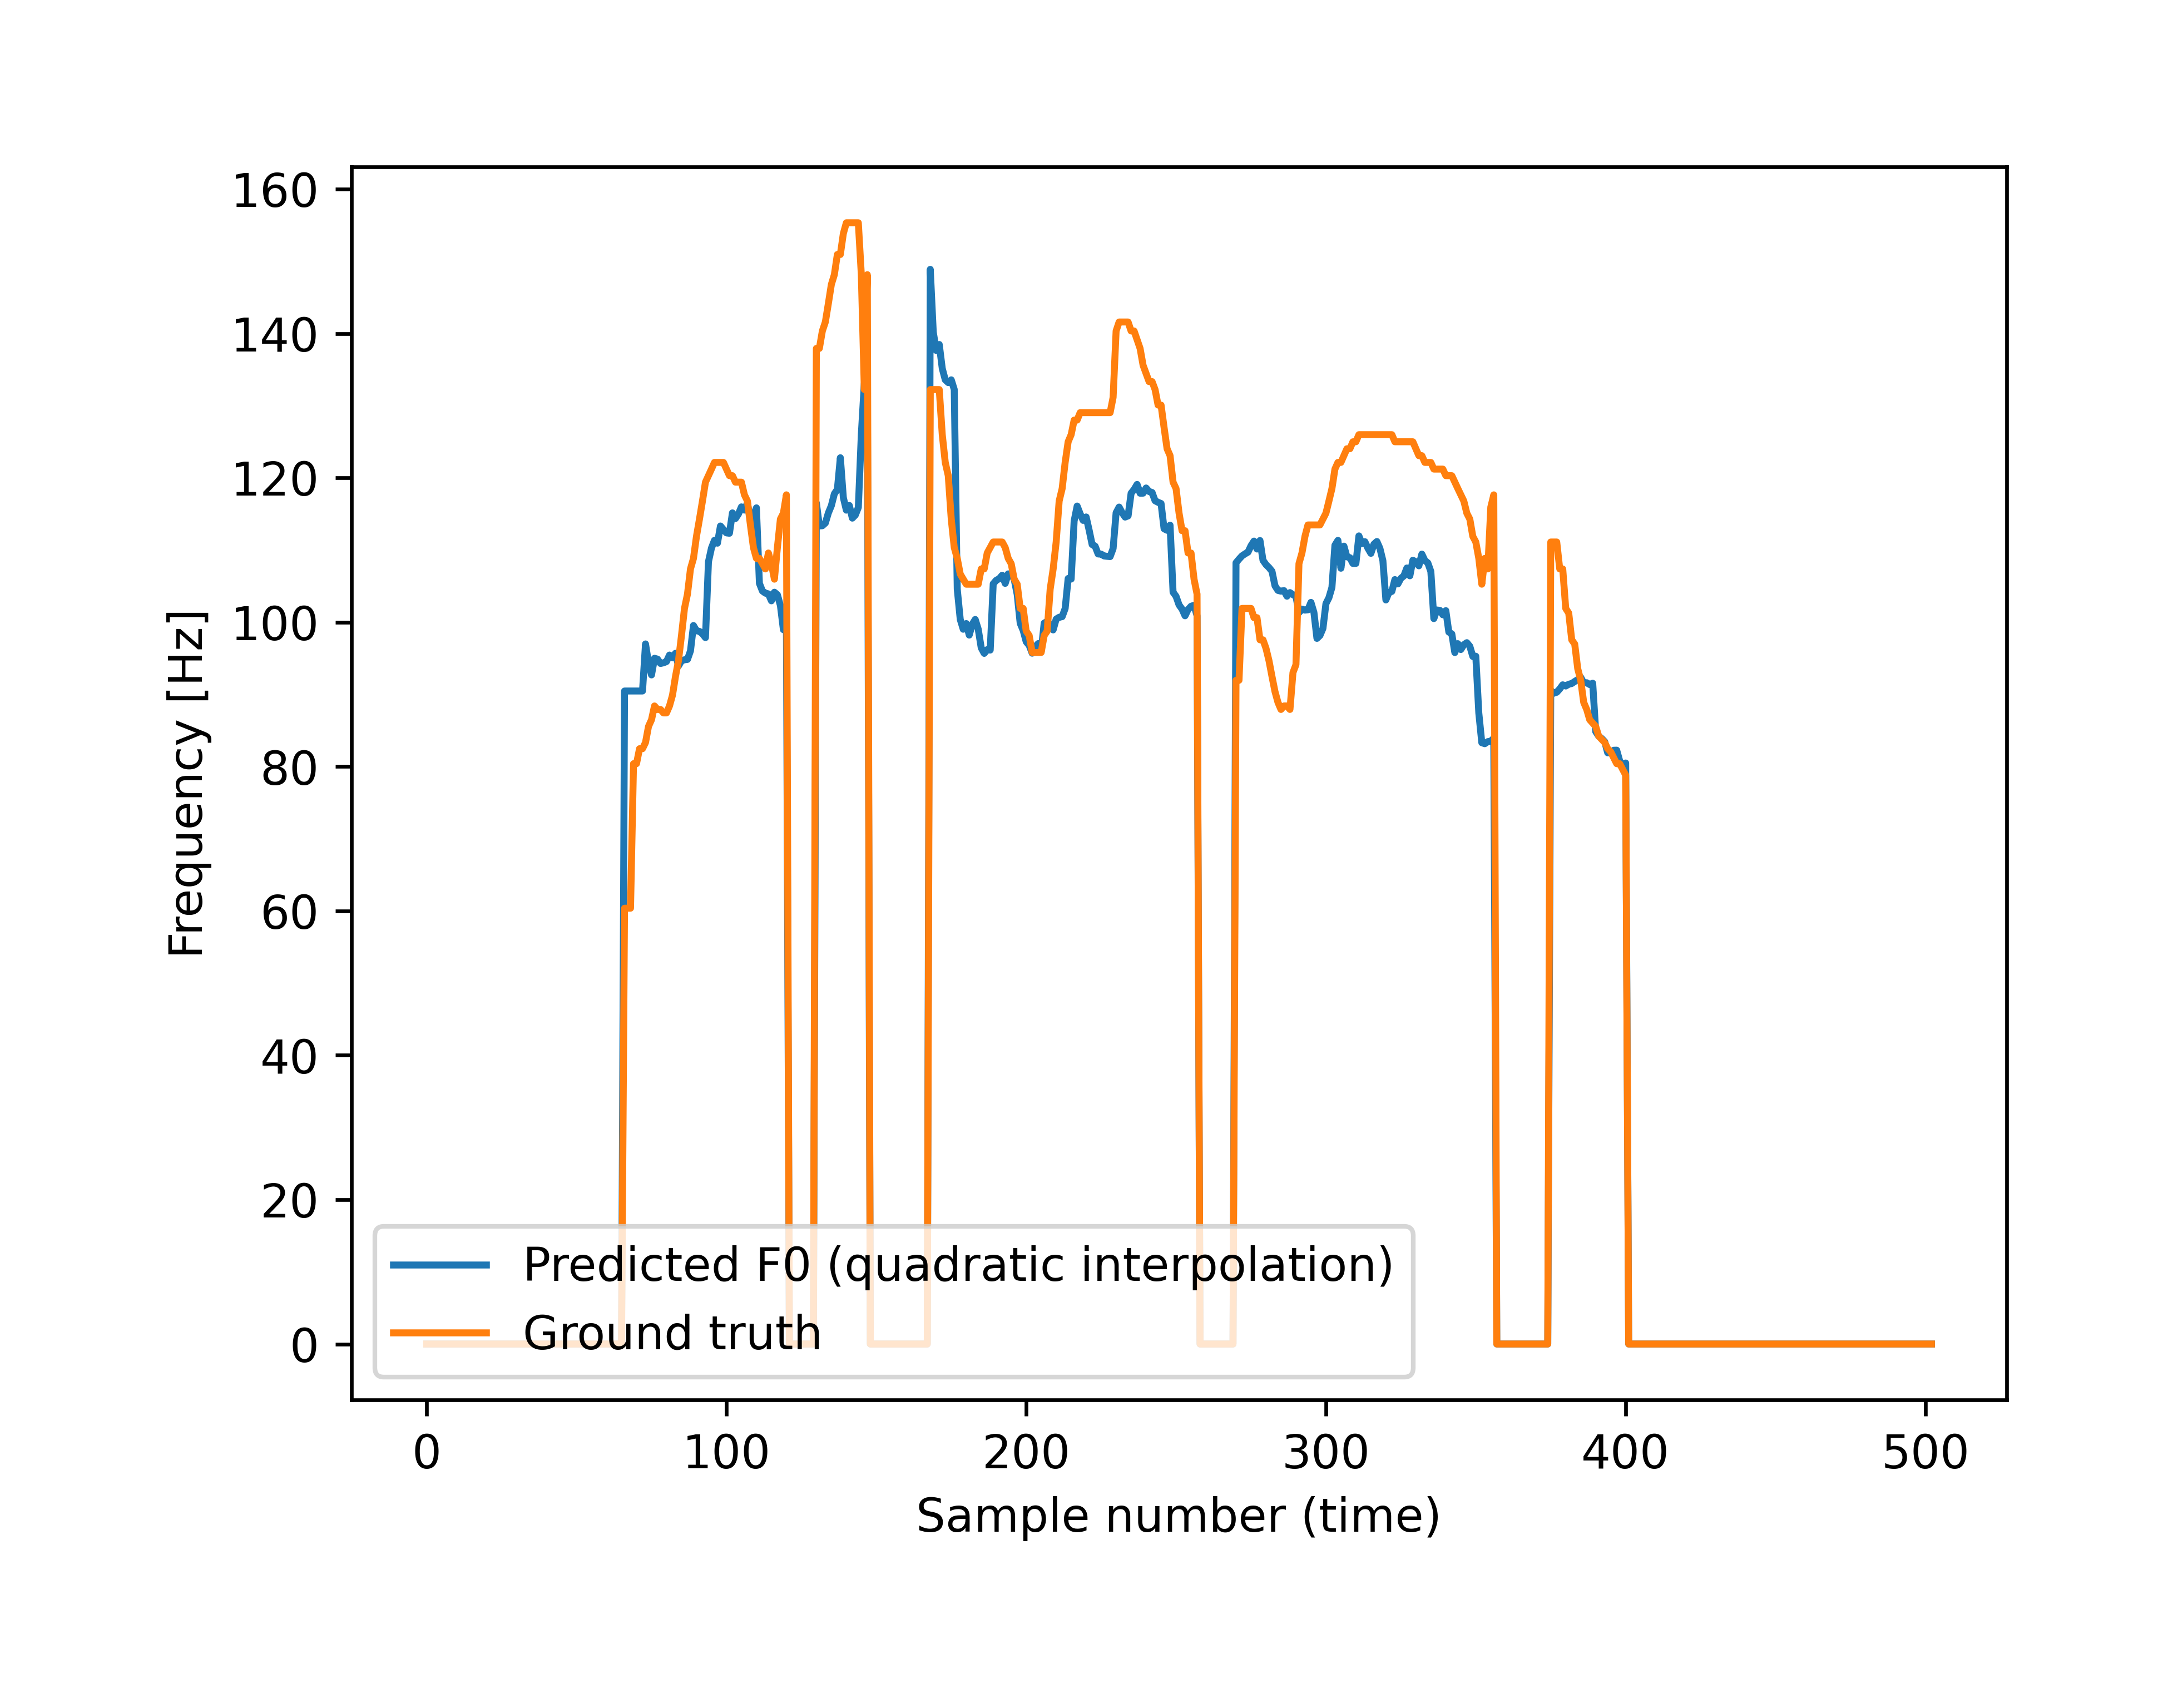 160
140
120
100
80
60
40
20
0
Frequency [Hz]
Predicted F0 (quadratic interpolation)
Ground truth
0 100 200 300 400 500
Sample number (time)